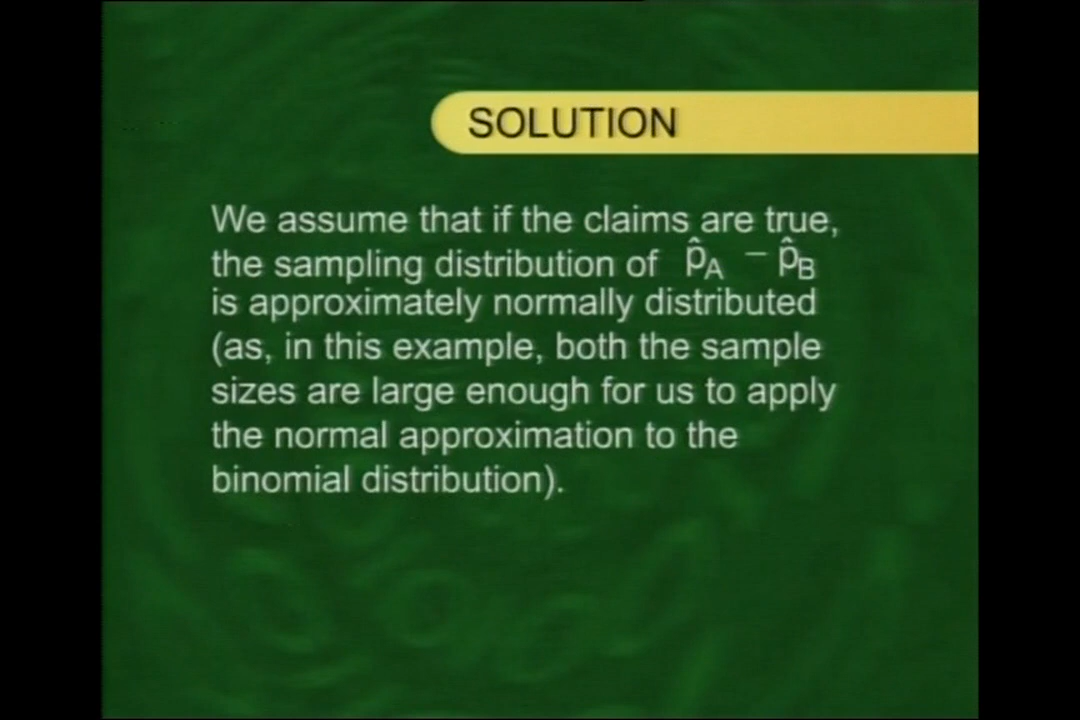 SOLUTION
We assume that if the claims are true,
the sampling distribution of p̂A − p̂B
is approximately normally distributed
(as, in this example, both the sample
sizes are large enough for us to apply
the normal approximation to the
binomial distribution).